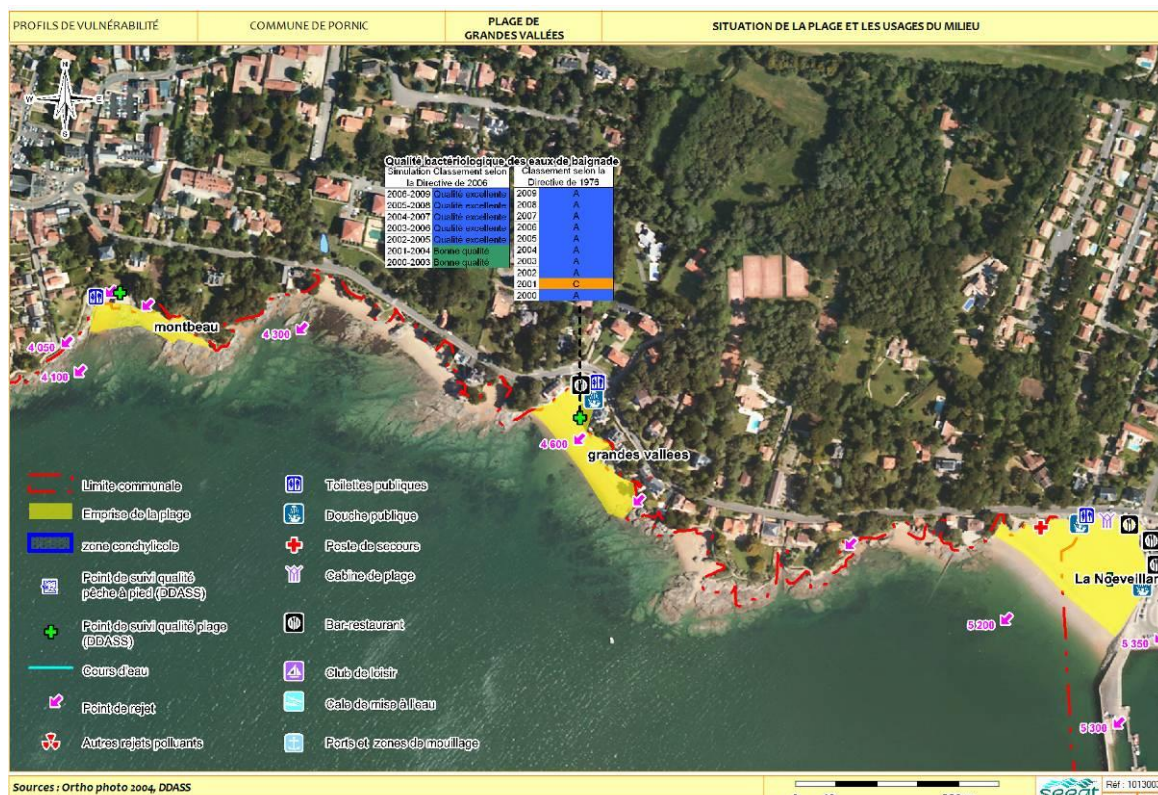 PROFILS DE VULNÉRABILITÉ
COMMUNE DE PORNIC
PLAGE DE
GRANDES VALLÉES
SITUATION DE LA PLAGE ET LES USAGES DU MILIEU
N
W E
S
Qualité bactériologique des eaux de baignade
Simulation Classement selon
la Directive de 2006
2006-2009 Qualité excellente
2005-2008 Qualité excellente
2004-2007 Qualité excellente
2003-2006 Qualité excellente
2002-2005 Qualité excellente
2001-2004 Bonne qualité
2000-2003 Bonne qualité
Classement selon la
Directive de 1976
2009 A
2008 A
2007 A
2006 A
2005 A
2004 A
2003 A
2002 A
2001 C
2000 A
montbeau
4 050
4 100
4 300
4 600
grandes vallees
La Noeveillar
5 200
5 350
5 300
Limite communale
Emprise de la plage
zone conchylicole
Point de suivi qualité
pêche à pied (DDASS)
Point de suivi qualité plage
(DDASS)
Cours d'eau
Point de rejet
Autres rejets polluants
Toilettes publiques
Douche publique
Poste de secours
Cabine de plage
Bar-restaurant
Club de loisir
Cale de mise à l'eau
Ports et zones de mouillage
Sources : Ortho photo 2004, DDASS
seegt
Réf : 1013003